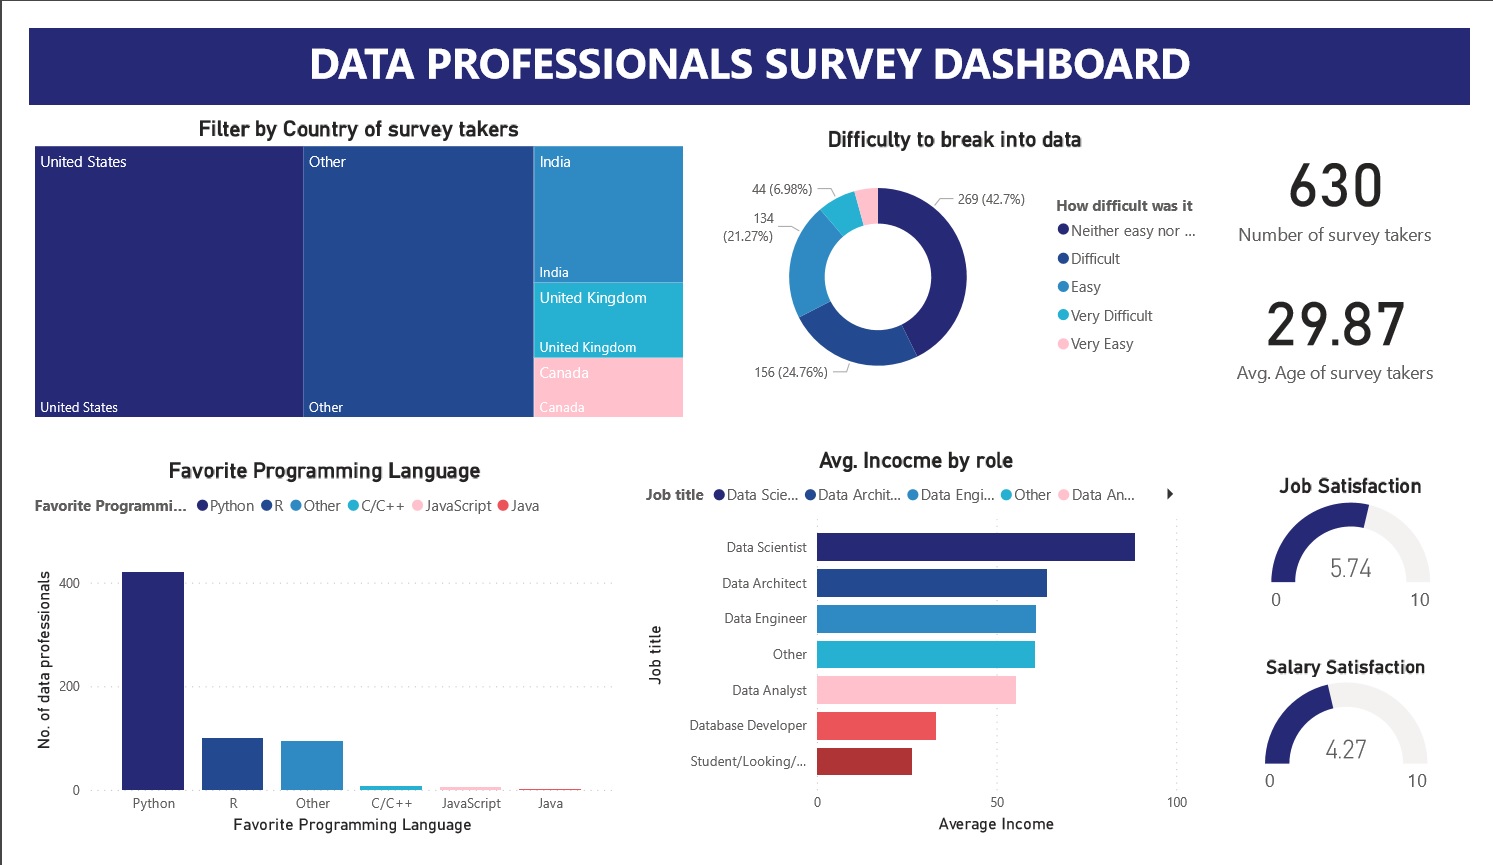 DATA PROFESSIONALS SURVEY DASHBOARD
Filter by Country of survey takers
United States
United States
Other
Other
India
India
United Kingdom
United Kingdom
Canada
Canada
Difficulty to break into data
44 (6.98%)
134
(21.27%)
269 (42.7%)
156 (24.76%)
How difficult was it
Neither easy nor ...
Difficult
Easy
Very Difficult
Very Easy
630
Number of survey takers
29.87
Avg. Age of survey takers
Favorite Programming Language
Favorite Programmi... Python R Other C/C++ JavaScript Java
No. of data professionals
400
200
0
Python R Other C/C++ JavaScript Java
Favorite Programming Language
Avg. Incocme by role
Job title Data Scie... Data Archit... Data Engi... Other Data An...
Job title
Data Scientist
Data Architect
Data Engineer
Other
Data Analyst
Database Developer
Student/Looking/...
0 50 100
Average Income
Job Satisfaction
5.74
0 10
Salary Satisfaction
4.27
0 10